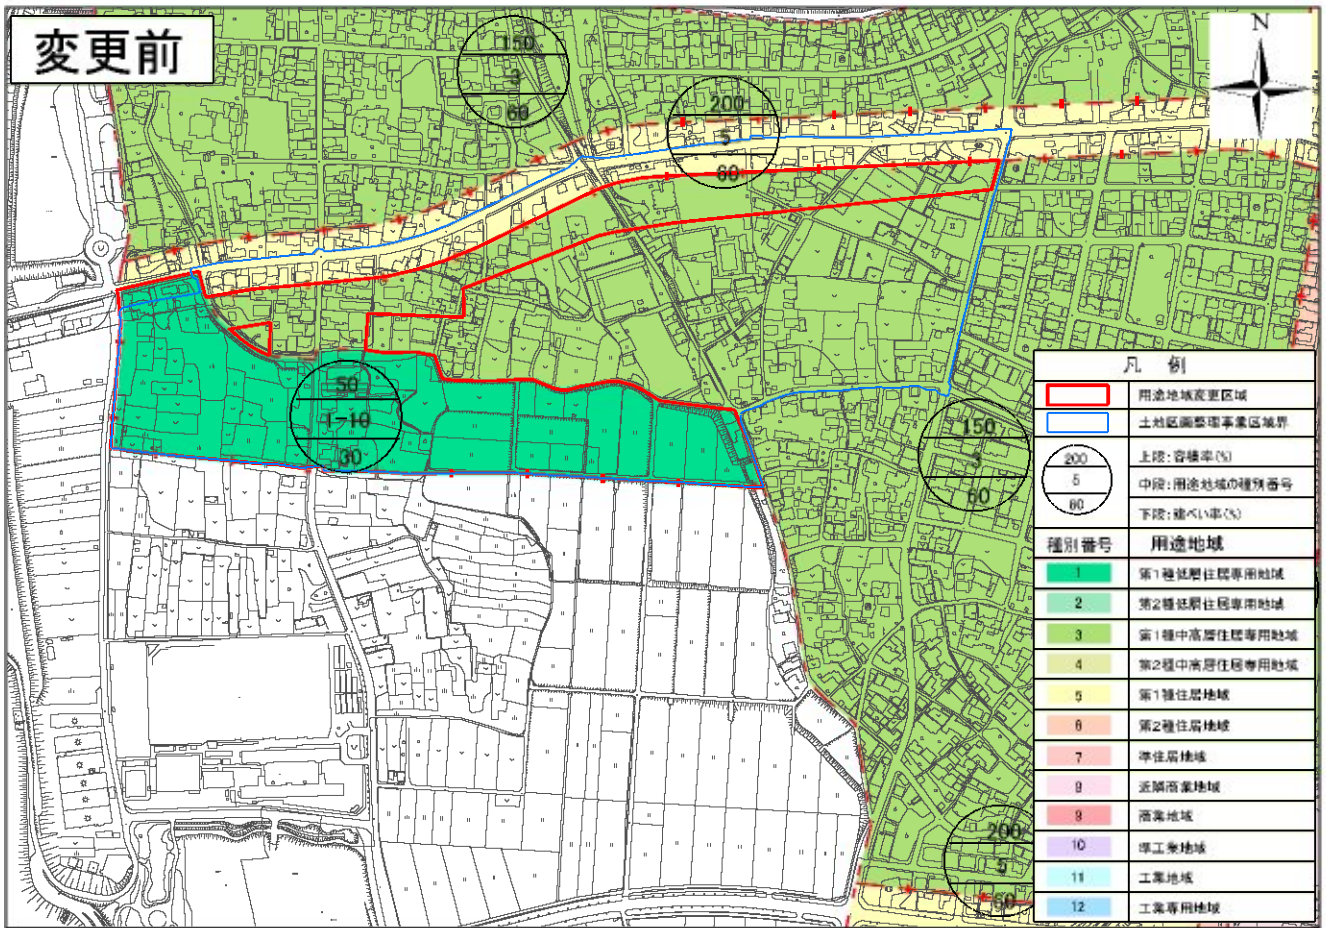 変更前
N
150
3
60
200
5
60
50
1-10
30
150
3
60
200
5
60
凡 例
用途地域変更区域
土地区画整理事業区域界
200
5
60
上段:容積率(%)
中段:用途地域の種別番号
下段:建ぺい率(%)
種別番号 用途地域
1 第1種低層住居専用地域
2 第2種低層住居専用地域
3 第1種中高層住居専用地域
4 第2種中高層住居専用地域
5 第1種住居地域
6 第2種住居地域
7 準住居地域
8 近隣商業地域
9 商業地域
10 準工業地域
11 工業地域
12 工業専用地域